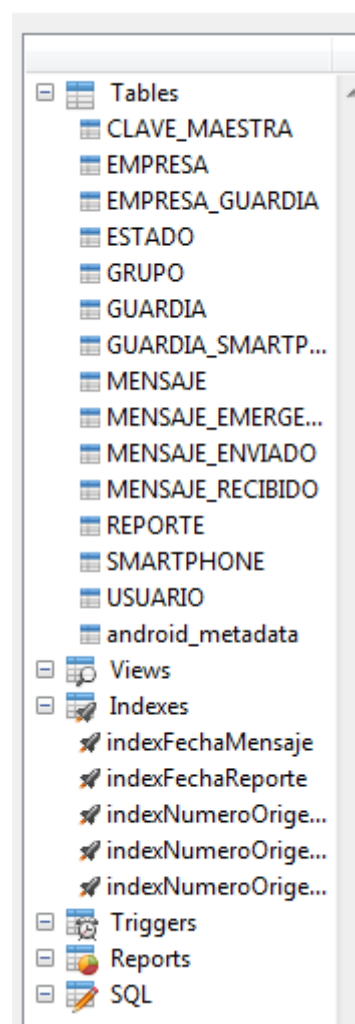 Tables
CLAVE_MAESTRA
EMPRESA
EMPRESA_GUARDIA
ESTADO
GRUPO
GUARDIA
GUARDIA_SMARTP...
MENSAJE
MENSAJE_EMERGE...
MENSAJE_ENVIADO
MENSAJE_RECIBIDO
REPORTE
SMARTPHONE
USUARIO
android_metadata
Views
Indexes
indexFechaMensaje
indexFechaReporte
indexNumeroOrige...
indexNumeroOrige...
indexNumeroOrige...
Triggers
Reports
SQL